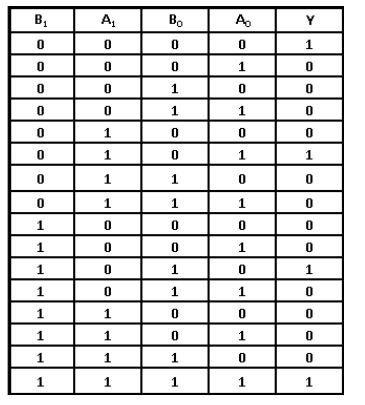 B₁ A₁ B₀ A₀ Y
0 0 0 0 1
0 0 0 1 0
0 0 1 0 0
0 0 1 1 0
0 1 0 0 0
0 1 0 1 1
0 1 1 0 0
0 1 1 1 0
1 0 0 0 0
1 0 0 1 0
1 0 1 0 1
1 0 1 1 0
1 1 0 0 0
1 1 0 1 0
1 1 1 0 0
1 1 1 1 1